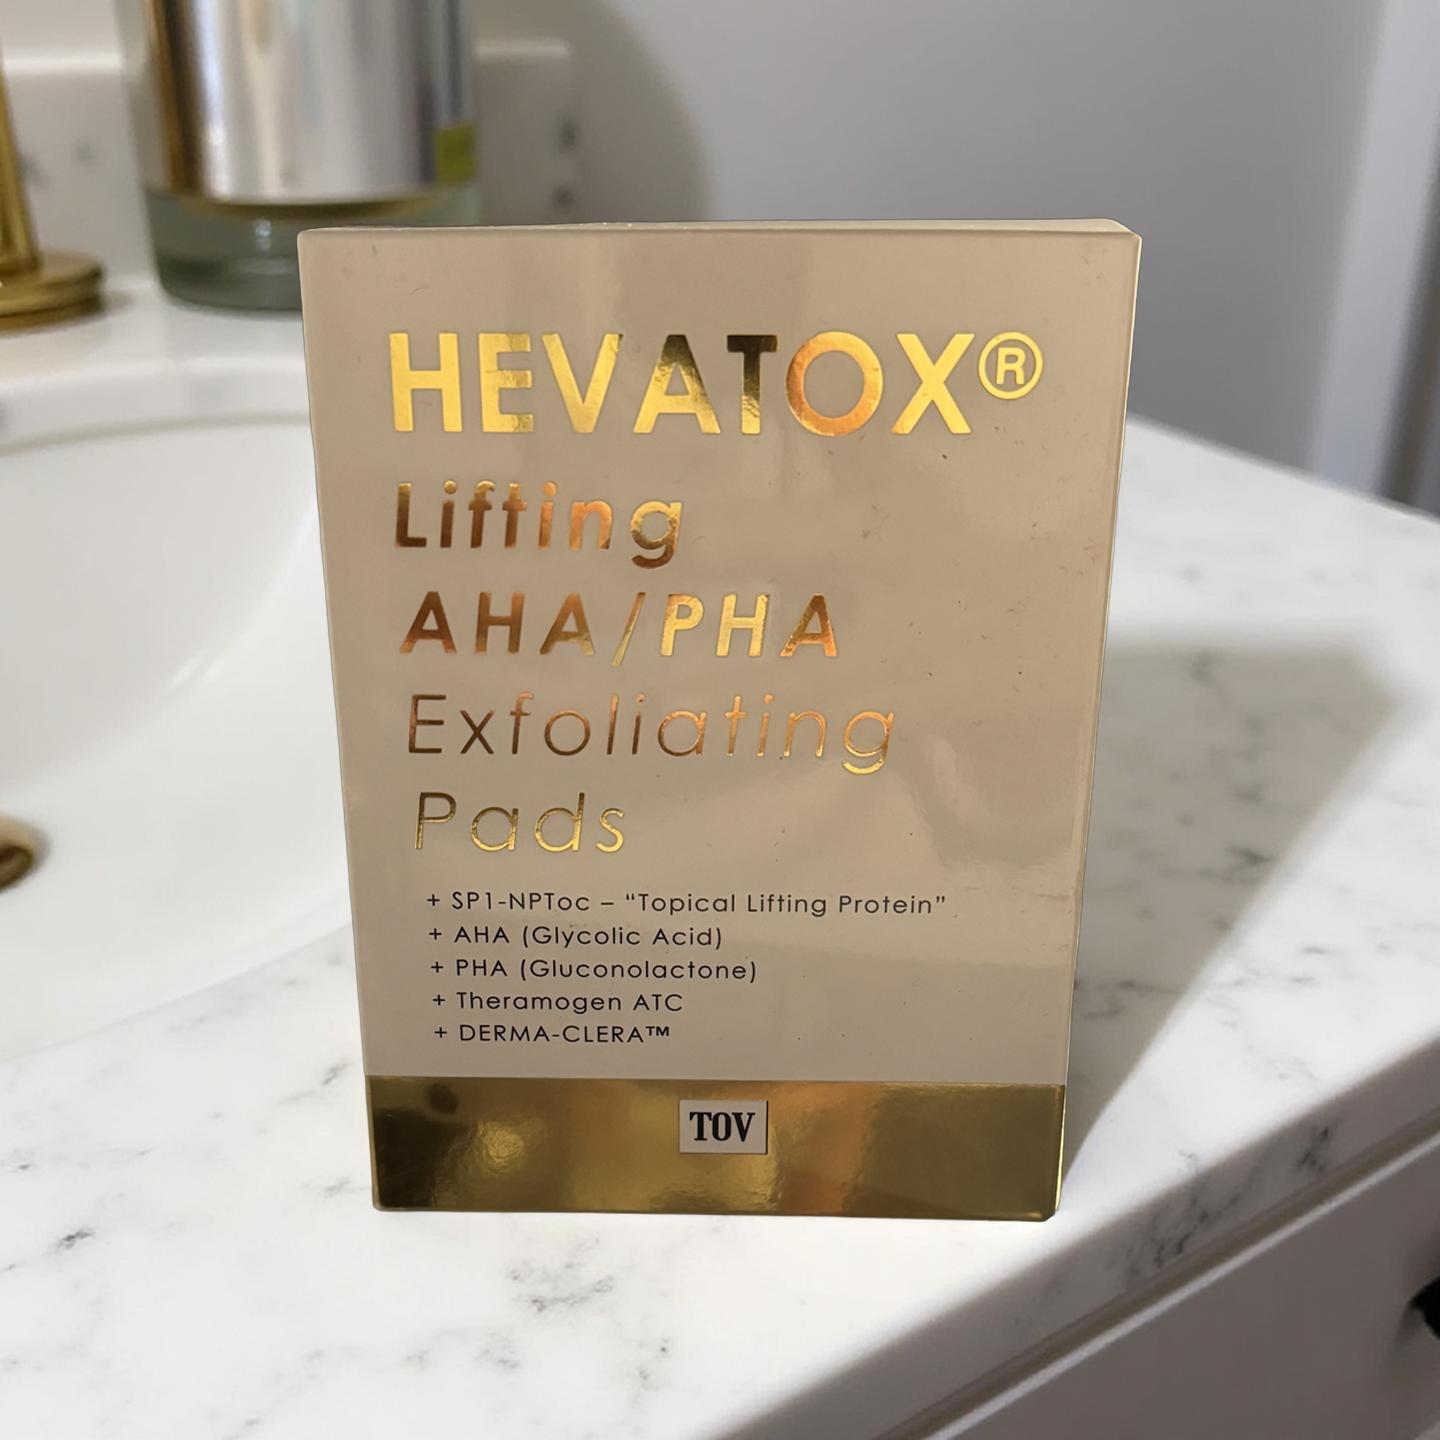 HEVATOX®
Lifting
AHA/PHA
Exfoliating
Pads
+ SP1-NPToc – “Topical Lifting Protein”
+ AHA (Glycolic Acid)
+ PHA (Gluconolactone)
+ Theramogen ATC
+ DERMA-CLERA™
TOV